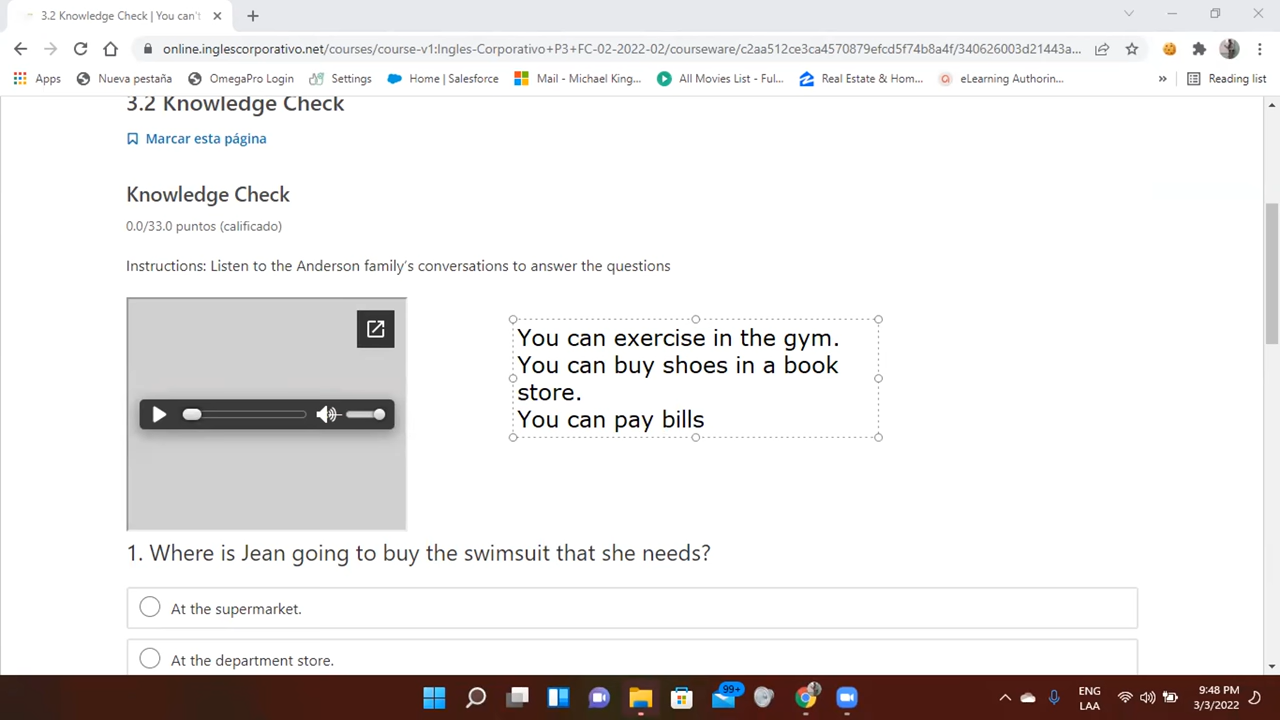 3.2 Knowledge Check | You can't
online.inglescorporativo.net/courses/course-v1:Ingles-Corporativo+P3+FC-02-2022-02/courseware/c2aa512ce3ca4570879efcd5f74b8a4f/340626003d21443a...
Apps Nueva pestaña OmegaPro Login Settings Home | Salesforce Mail - Michael King... All Movies List - Ful... Real Estate & Hom... eLearning Authorin... » Reading list
3.2 Knowledge Check
Marcar esta página
Knowledge Check
0.0/33.0 puntos (calificado)
Instructions: Listen to the Anderson family's conversations to answer the questions
You can exercise in the gym.
You can buy shoes in a book
store.
You can pay bills
1. Where is Jean going to buy the swimsuit that she needs?
At the supermarket.
At the department store.
99+
ENG
LAA
9:48 PM
3/3/2022